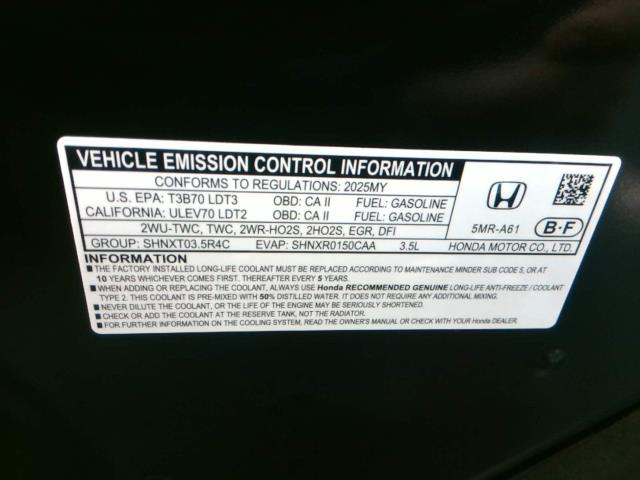 VEHICLE EMISSION CONTROL INFORMATION
CONFORMS TO REGULATIONS: 2025MY
U.S. EPA: T3B70 LDT3 OBD: CA II FUEL: GASOLINE
CALIFORNIA: ULEV70 LDT2 OBD: CA II FUEL: GASOLINE
2WU-TWC, TWC, 2WR-HO2S, 2HO2S, EGR, DFI
GROUP: SHNXT03.5R4C EVAP: SHNXR0150CAA 3.5L
5MR-A61 B-F
HONDA MOTOR CO., LTD.
INFORMATION
■ THE FACTORY INSTALLED LONG-LIFE COOLANT MUST BE REPLACED ACCORDING TO MAINTENANCE MINDER SUB CODE 5, OR AT
10 YEARS WHICHEVER COMES FIRST. THEREAFTER EVERY 5 YEARS.
■ WHEN ADDING OR REPLACING THE COOLANT, ALWAYS USE Honda RECOMMENDED GENUINE LONG-LIFE ANTI-FREEZE / COOLANT
TYPE 2. THIS COOLANT IS PRE-MIXED WITH 50% DISTILLED WATER. IT DOES NOT REQUIRE ANY ADDITIONAL MIXING.
■ NEVER DILUTE THE COOLANT, OR THE LIFE OF THE ENGINE WILL BE SHORTENED.
■ ADD COOLANT AT THE RESERVE TANK, NOT THE RADIATOR.
■ FOR FURTHER INFORMATION ON THE COOLING SYSTEM, READ THE OWNER'S MANUAL OR CHECK WITH YOUR Honda DEALER.